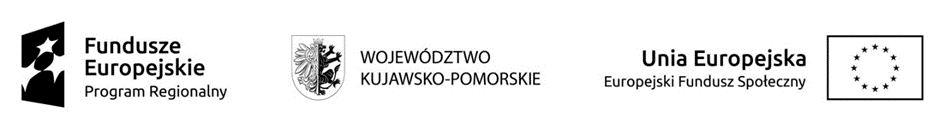 Fundusze
Europejskie
Program Regionalny
WOJEWÓDZTWO
KUJAWSKO-POMORSKIE
Unia Europejska
Europejski Fundusz Społeczny